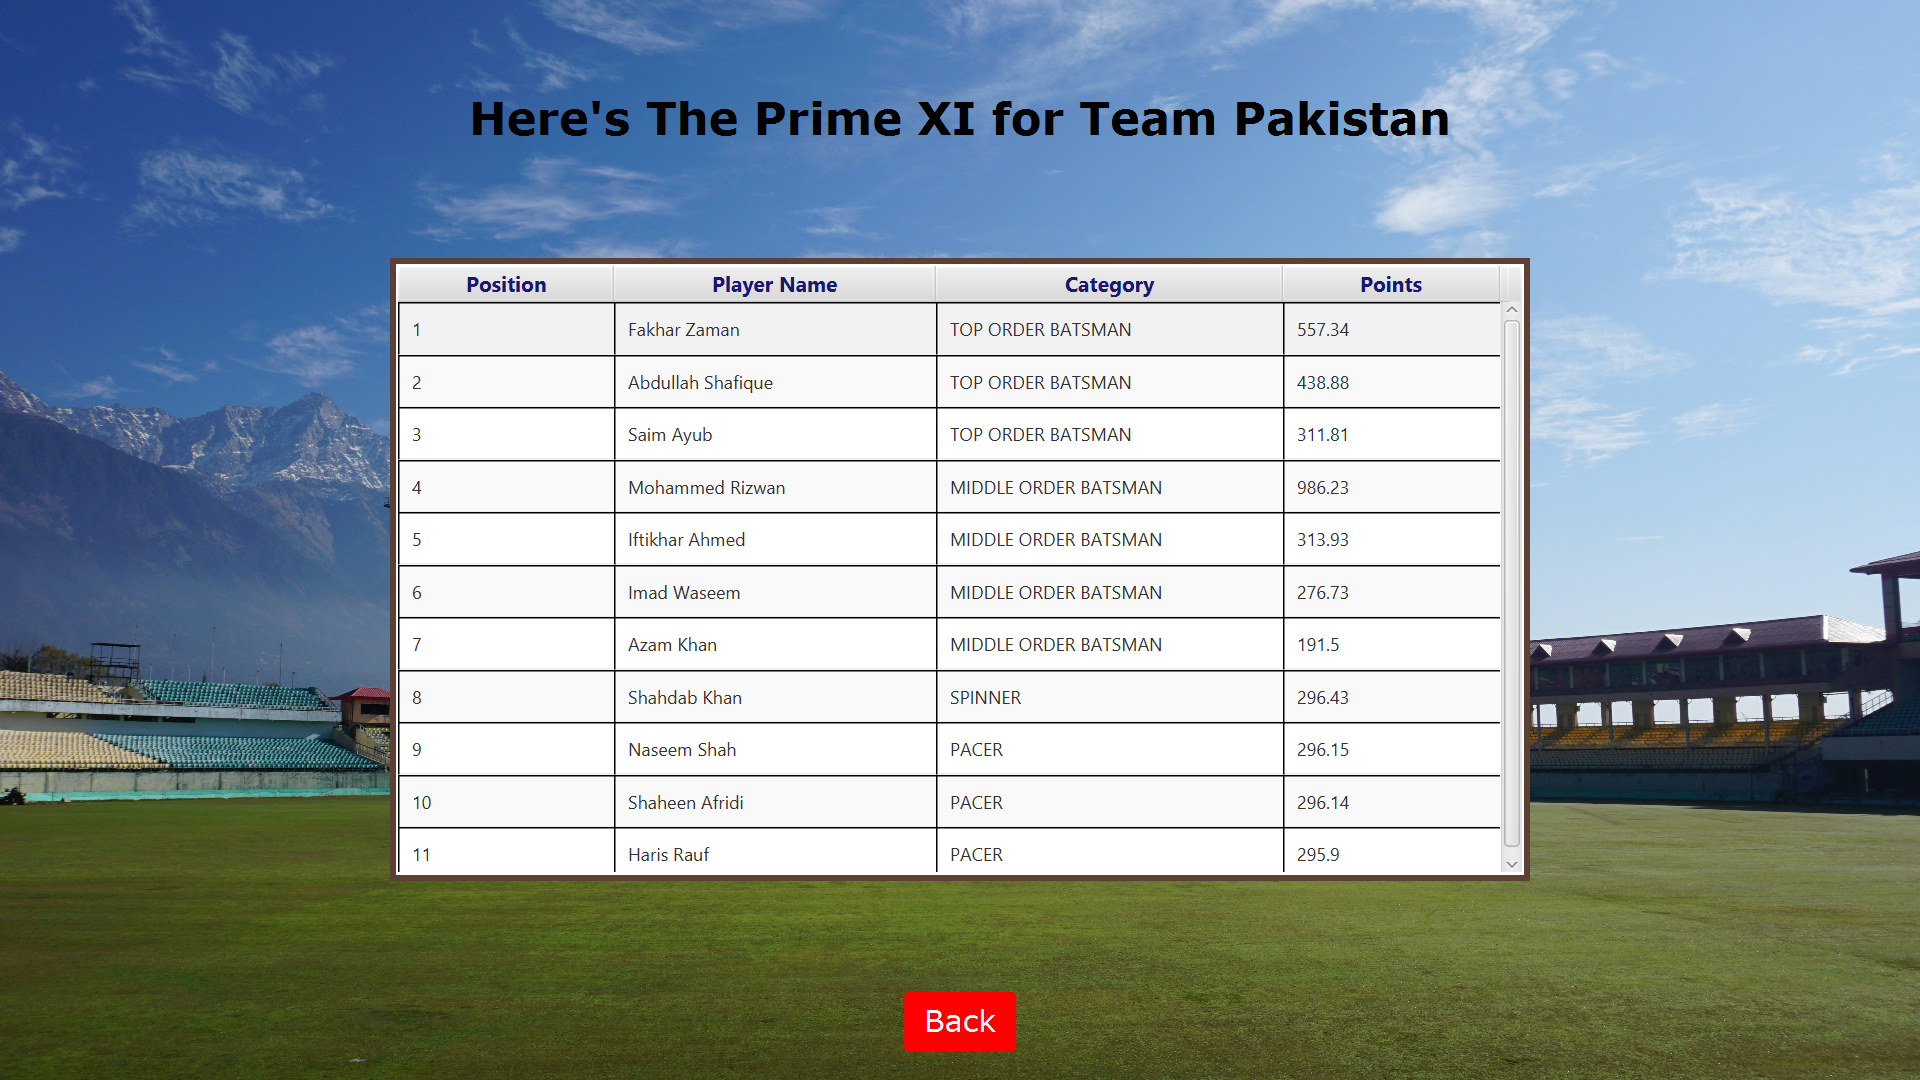 Here's The Prime XI for Team Pakistan
Position Player Name Category Points
1 Fakhar Zaman TOP ORDER BATSMAN 557.34
2 Abdullah Shafique TOP ORDER BATSMAN 438.88
3 Saim Ayub TOP ORDER BATSMAN 311.81
4 Mohammed Rizwan MIDDLE ORDER BATSMAN 986.23
5 Iftikhar Ahmed MIDDLE ORDER BATSMAN 313.93
6 Imad Waseem MIDDLE ORDER BATSMAN 276.73
7 Azam Khan MIDDLE ORDER BATSMAN 191.5
8 Shahdab Khan SPINNER 296.43
9 Naseem Shah PACER 296.15
10 Shaheen Afridi PACER 296.14
11 Haris Rauf PACER 295.9
Back